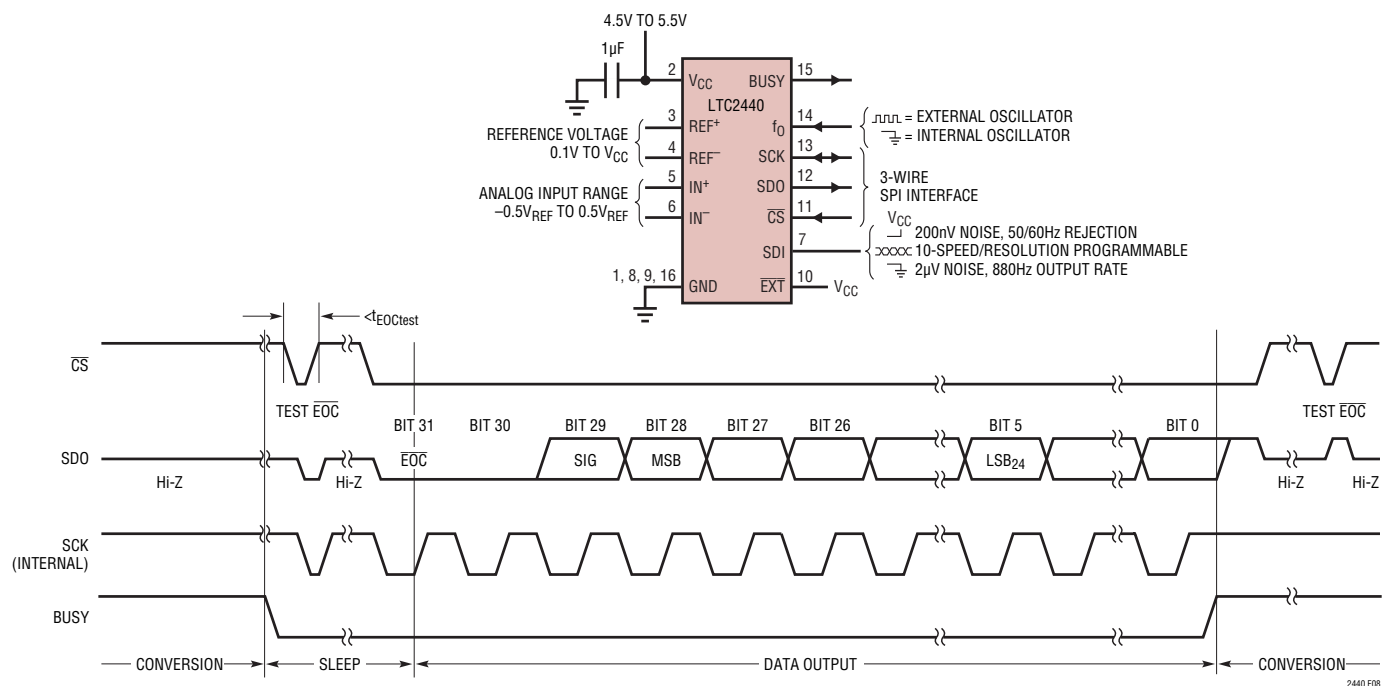 4.5V TO 5.5V
1µF
2
VCC
BUSY
15
LTC2440
REFERENCE VOLTAGE
0.1V TO VCC
3
REF+
fO
14
= EXTERNAL OSCILLATOR
= INTERNAL OSCILLATOR
4
REF–
SCK
13
ANALOG INPUT RANGE
–0.5VREF TO 0.5VREF
5
IN+
SDO
12
3-WIRE
SPI INTERFACE
6
IN–
CS
11
SDI
7
VCC
200nV NOISE, 50/60Hz REJECTION
10-SPEED/RESOLUTION PROGRAMMABLE
2µV NOISE, 880Hz OUTPUT RATE
1, 8, 9, 16
GND
EXT
10
VCC
<tEOCtest
CS
TEST EOC
TEST EOC
BIT 31
BIT 30
BIT 29
BIT 28
BIT 27
BIT 26
BIT 5
BIT 0
SDO
EOC
SIG
MSB
LSB24
Hi-Z
Hi-Z
Hi-Z
Hi-Z
SCK
(INTERNAL)
BUSY
CONVERSION
SLEEP
DATA OUTPUT
CONVERSION
2440 F08